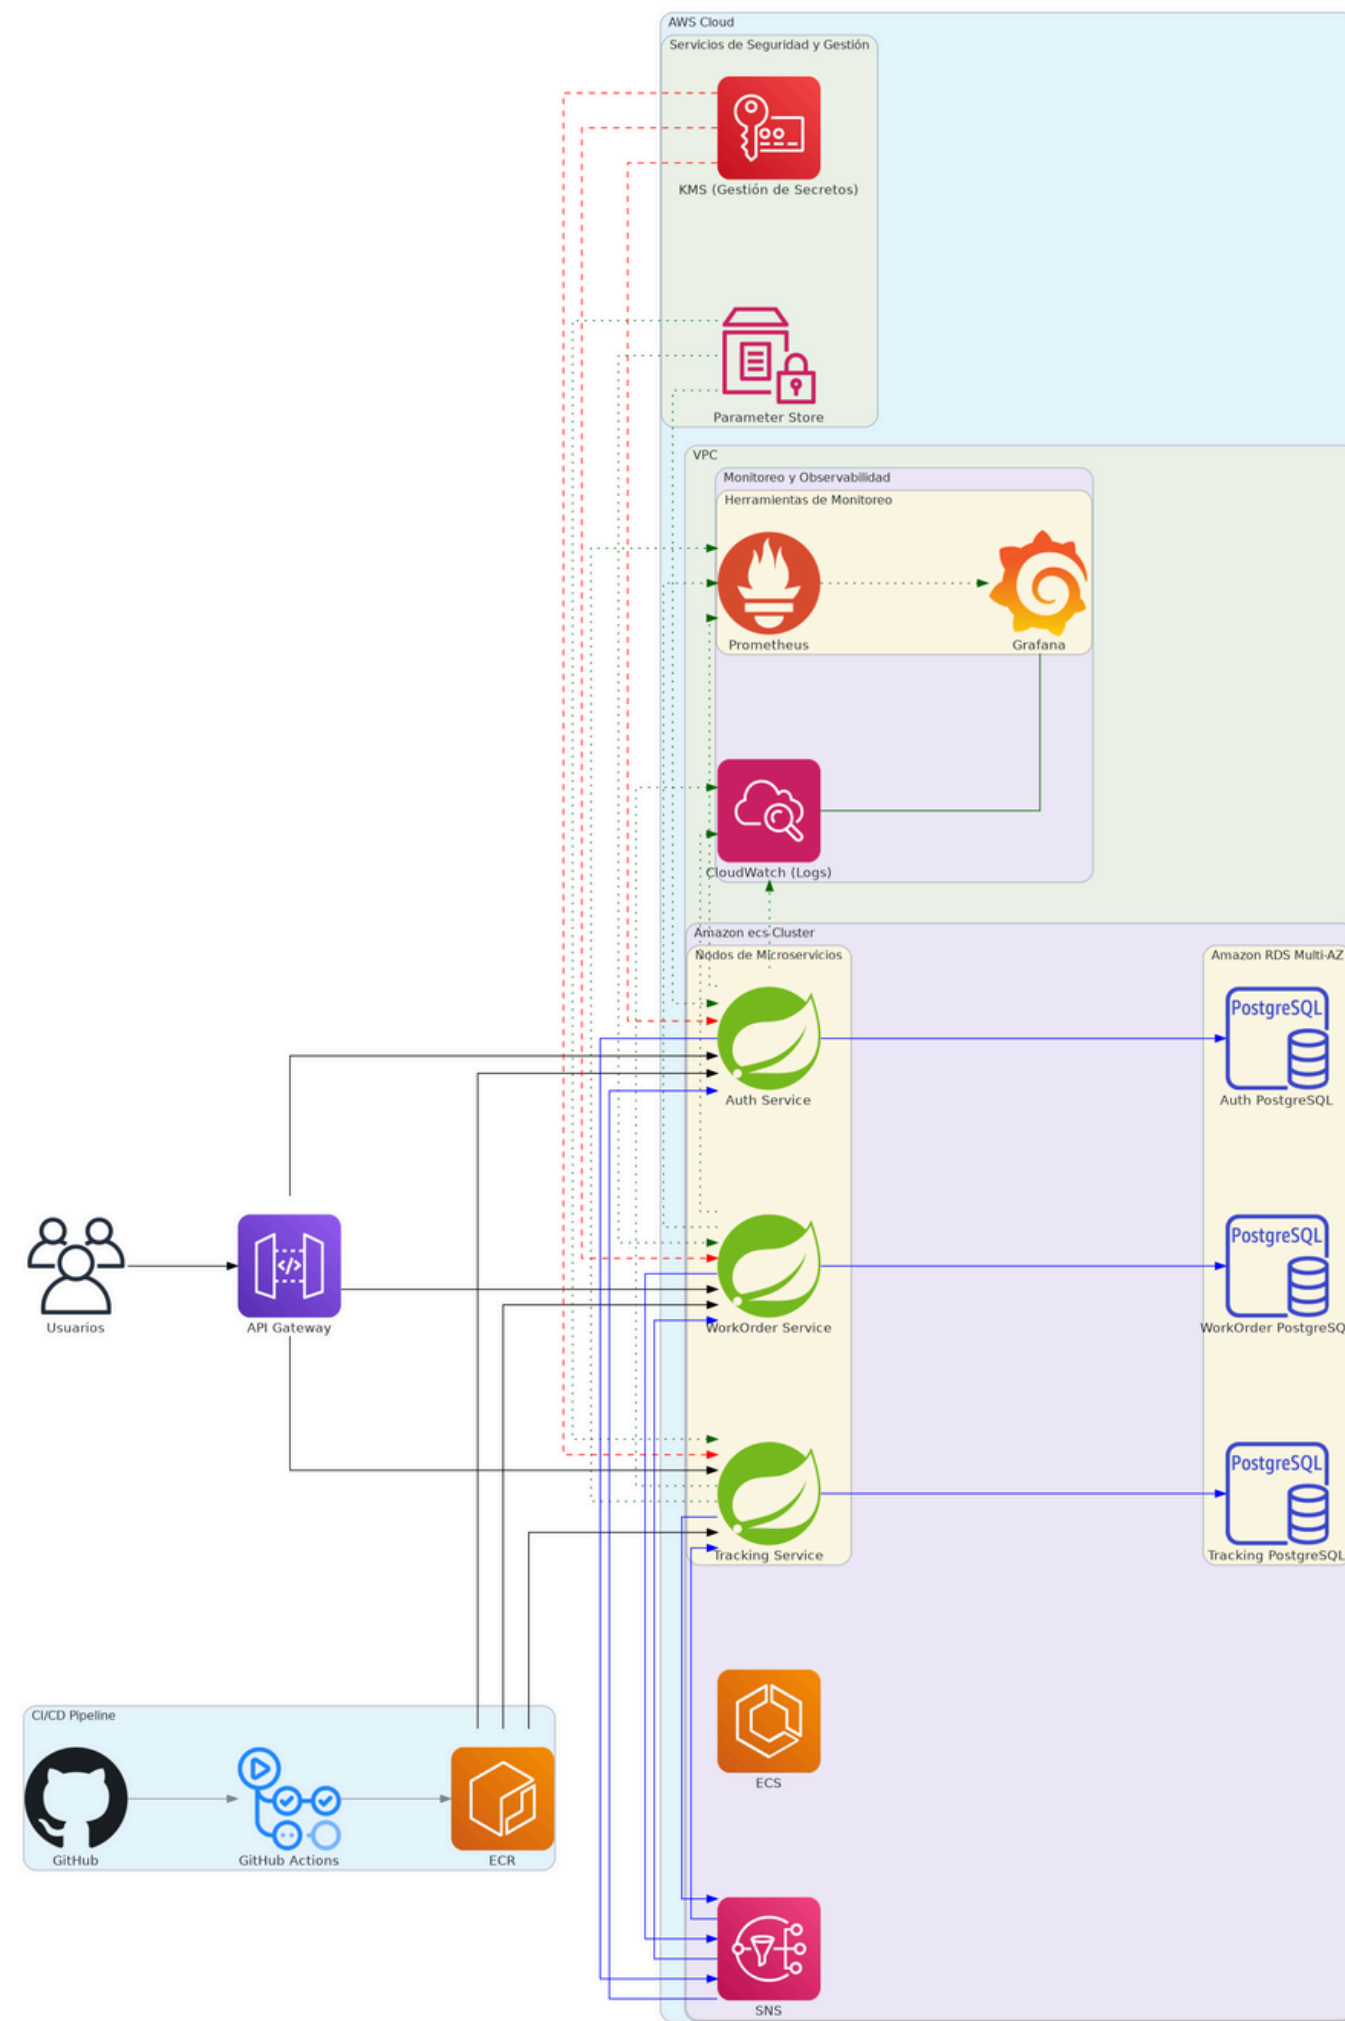 AWS Cloud
Servicios de Seguridad y Gestión
KMS (Gestión de Secretos)
Parameter Store
VPC
Monitoreo y Observabilidad
Herramientas de Monitoreo
Prometheus
Grafana
CloudWatch (Logs)
Amazon ecs Cluster
Nodos de Microservicios
Amazon RDS Multi-AZ
PostgreSQL
Auth Service
Auth PostgreSQL
PostgreSQL
</>
Usuarios
API Gateway
WorkOrder Service
WorkOrder PostgreSQ
PostgreSQL
Tracking Service
Tracking PostgreSQL
CI/CD Pipeline
ECS
GitHub
GitHub Actions
ECR
SNS